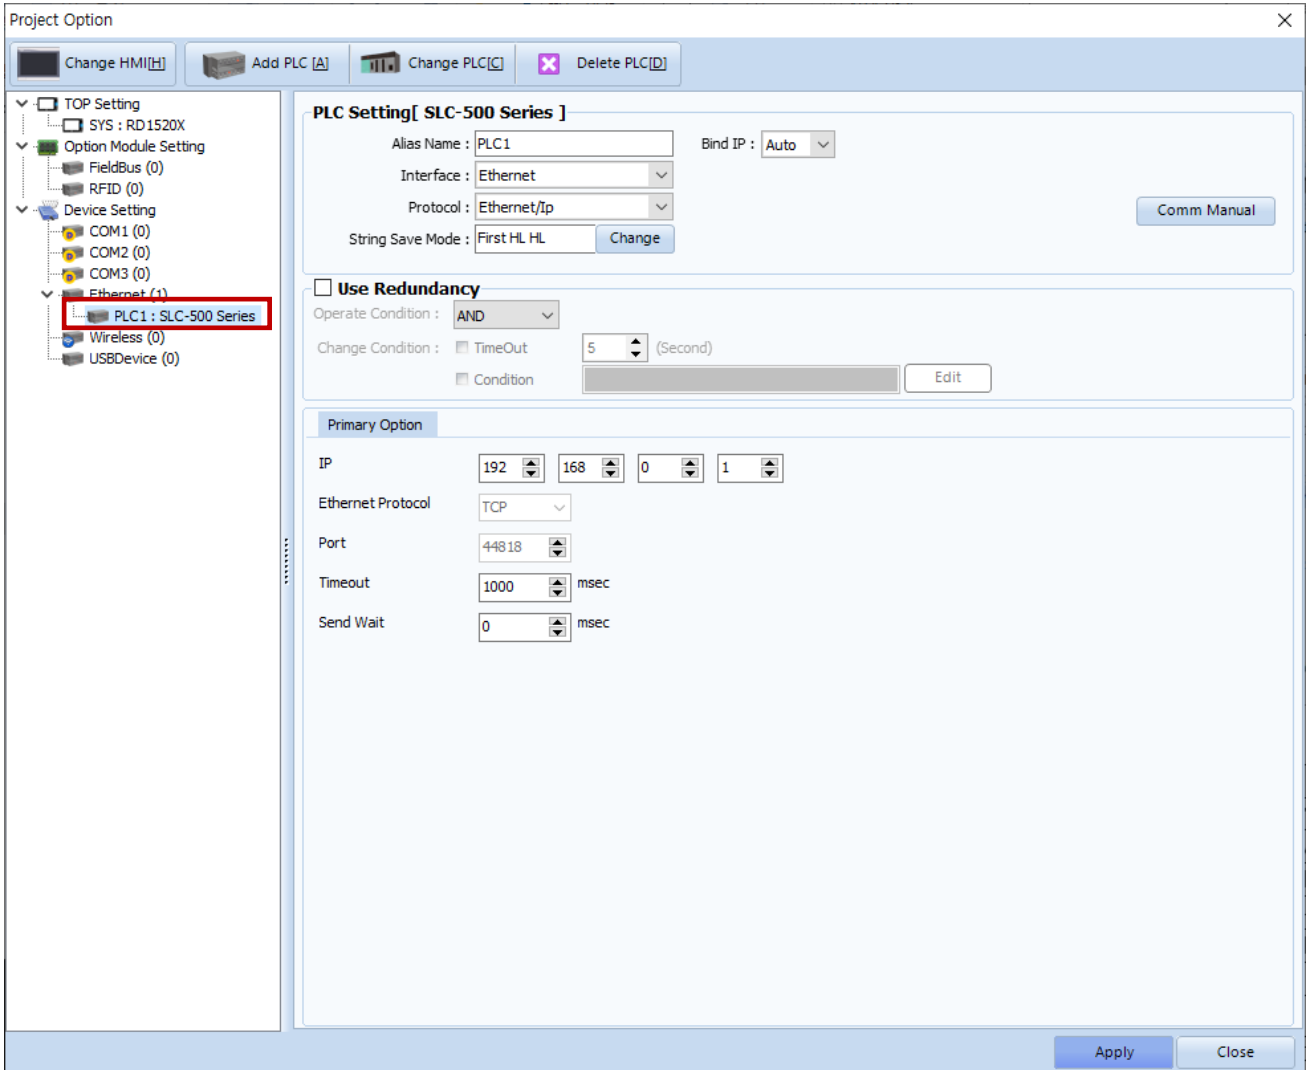 Project Option
Change HMI[H]
Add PLC [A]
Change PLC[C]
Delete PLC[D]
TOP Setting
SYS : RD1520X
Option Module Setting
FieldBus (0)
RFID (0)
Device Setting
COM1 (0)
COM2 (0)
COM3 (0)
Ethernet (1)
PLC1 : SLC-500 Series
Wireless (0)
USBDevice (0)
PLC Setting[ SLC-500 Series ]
Alias Name : PLC1
Bind IP : Auto
Interface : Ethernet
Protocol : Ethernet/Ip
Comm Manual
String Save Mode : First HL HL Change
Use Redundancy
Operate Condition : AND
Change Condition : TimeOut 5 (Second)
Condition Edit
Primary Option
IP 192 168 0 1
Ethernet Protocol TCP
Port 44818
Timeout 1000 msec
Send Wait 0 msec
Apply
Close